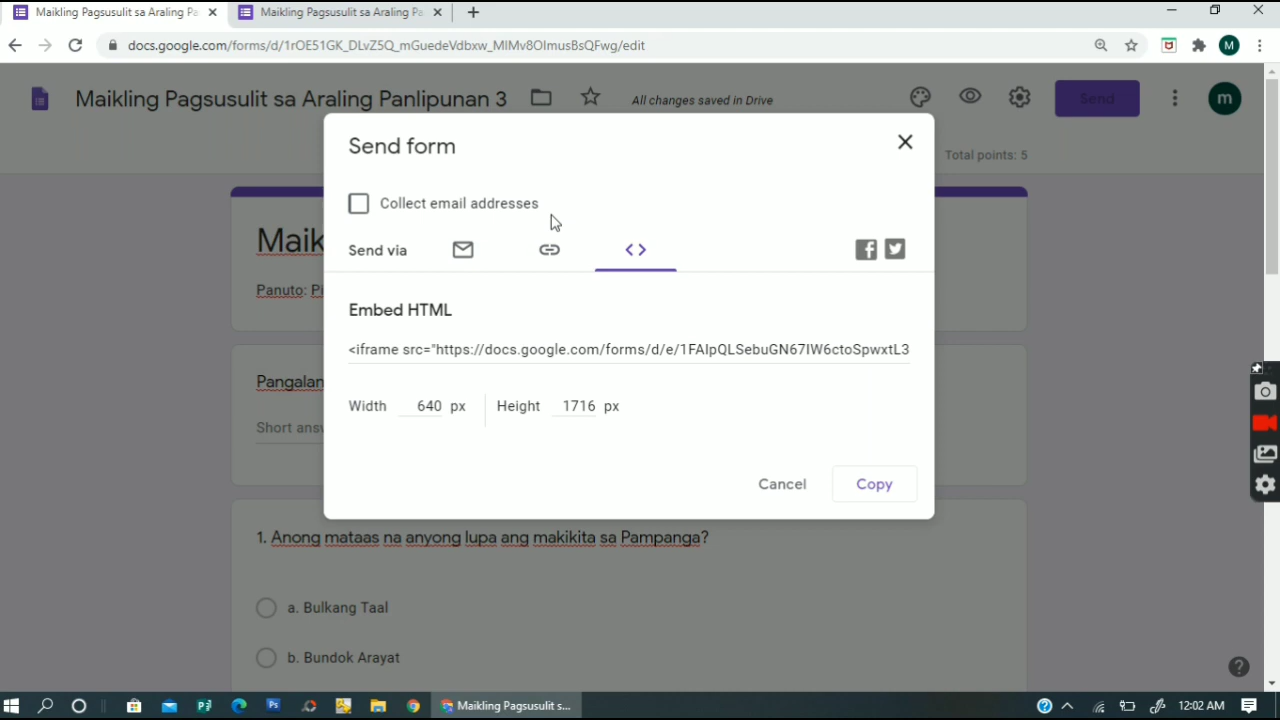 Maikling Pagsusulit sa Araling Pa
Maikling Pagsusulit sa Araling Pa
docs.google.com/forms/d/1rOE51GK_DLvZ5Q_mGuedeVdbxw_MIMv8OImusBsQFwg/edit
M
Maikling Pagsusulit sa Araling Panlipunan 3
All changes saved in Drive
Send
m
Total points: 5
Send form
Collect email addresses
Send via
Maik
Panuto: Pi
Embed HTML
<iframe src="https://docs.google.com/forms/d/e/1FAIpQLSebuGN67IW6ctoSpwxtL3
Pangalan
Width 640 px Height 1716 px
Short answ
Cancel Copy
1. Anong mataas na anyong lupa ang makikita sa Pampanga?
a. Bulkang Taal
b. Bundok Arayat
Maikling Pagsusulit s...
12:02 AM